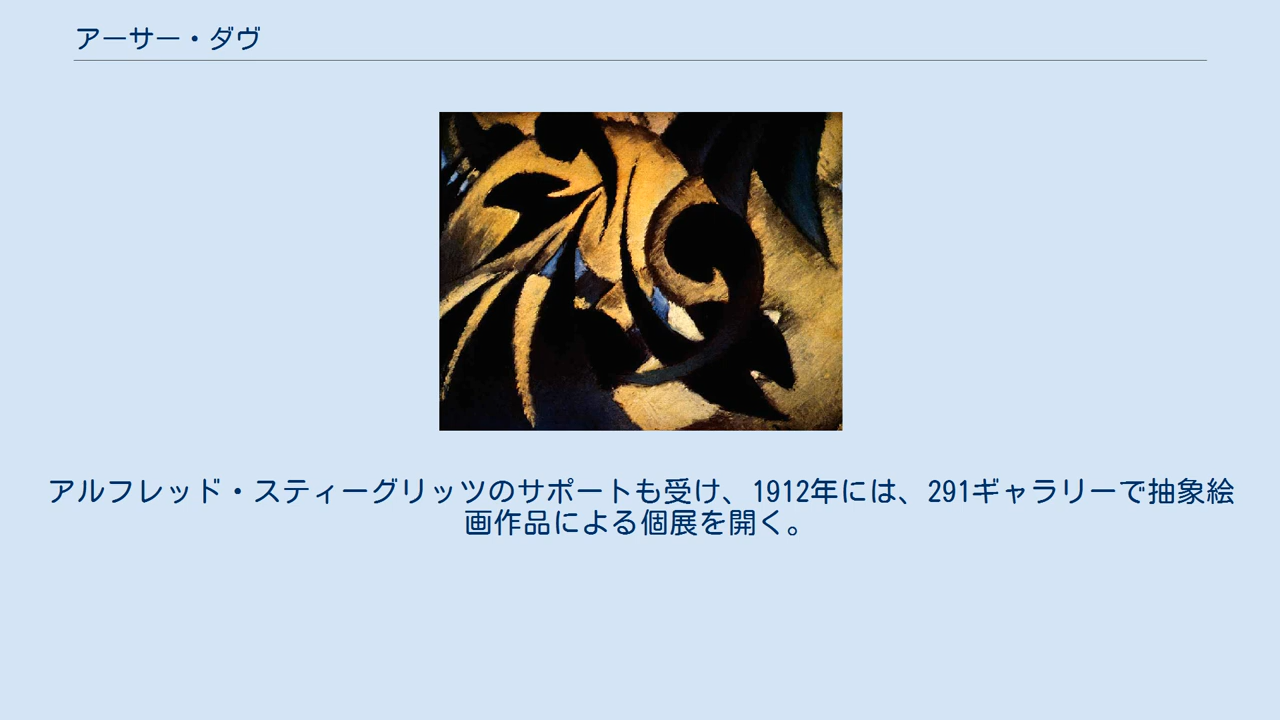 アーサー・ダヴ
アルフレッド・スティーグリッツのサポートも受け、1912年には、291ギャラリーで抽象絵
画作品による個展を開く。